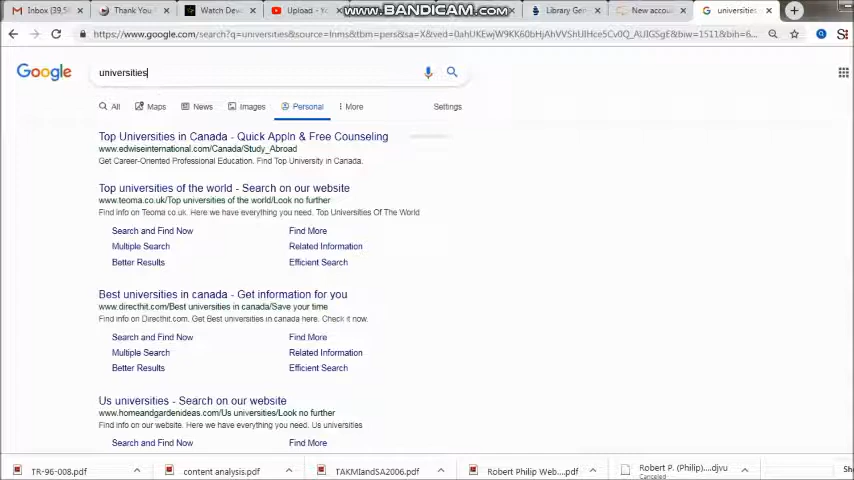 Inbox (39,5
Thank You
Watch Dev
Upload - Y
www.BANDICAM.com
Library Ge
New accou
universities
https://www.google.com/search?q=universities&source=lnms&tbm=pers&sa=X&ved=0ahUKEwjW9KK60bHjAhVVShUIHce5Cv0Q_AUIGSgE&biw=1511&bih=6...
Google
universities
All
Maps
News
Images
Personal
More
Settings
Top Universities in Canada - Quick Appln & Free Counseling
www.edwiseinternational.com/Canada/Study_Abroad
Get Career-Oriented Professional Education. Find Top University in Canada.
Top universities of the world - Search on our website
www.teoma.co.uk/Top universities of the world/Look no further
Find info on Teoma co.uk. Here we have everything you need. Top Universities Of The World
Search and Find Now
Find More
Multiple Search
Related Information
Better Results
Efficient Search
Best universities in canada - Get information for you
www.directhit.com/Best universities in canada/Save your time
Find info on Directhit.com. Get Best universities in canada here. Check it now.
Search and Find Now
Find More
Multiple Search
Related Information
Better Results
Efficient Search
Us universities - Search on our website
www.homeandgardenideas.com/Us universities/Look no further
Find info on our website. Here we have everything you need. Us universities
Search and Find Now
Find More
TR-96-008.pdf
content analysis.pdf
TAKMIandSA2006.pdf
Robert Philip Web....pdf
Robert P. (Philip)....djvu
Canceled
Sh